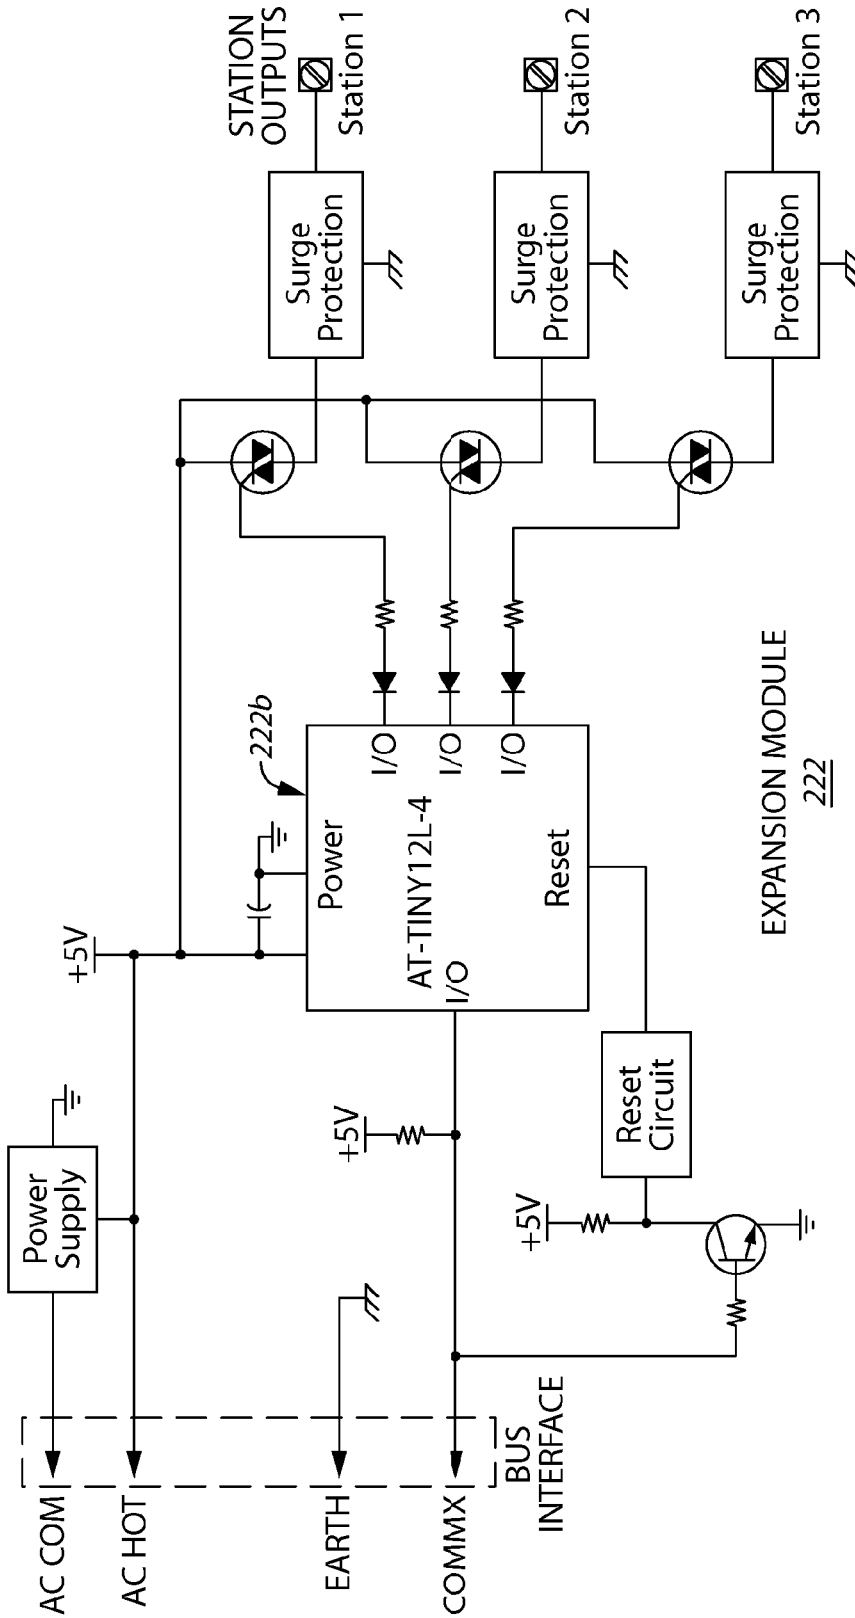 AC COM
AC HOT
EARTH
COMMX
BUS
INTERFACE
Power
Supply
+5V
+5V
+5V
Reset
Circuit
222b
Power
AT-TINY12L-4
I/O
Reset
I/O
I/O
I/O
Surge
Protection
Surge
Protection
Surge
Protection
STATION
OUTPUTS
Station 1
Station 2
Station 3
EXPANSION MODULE
222